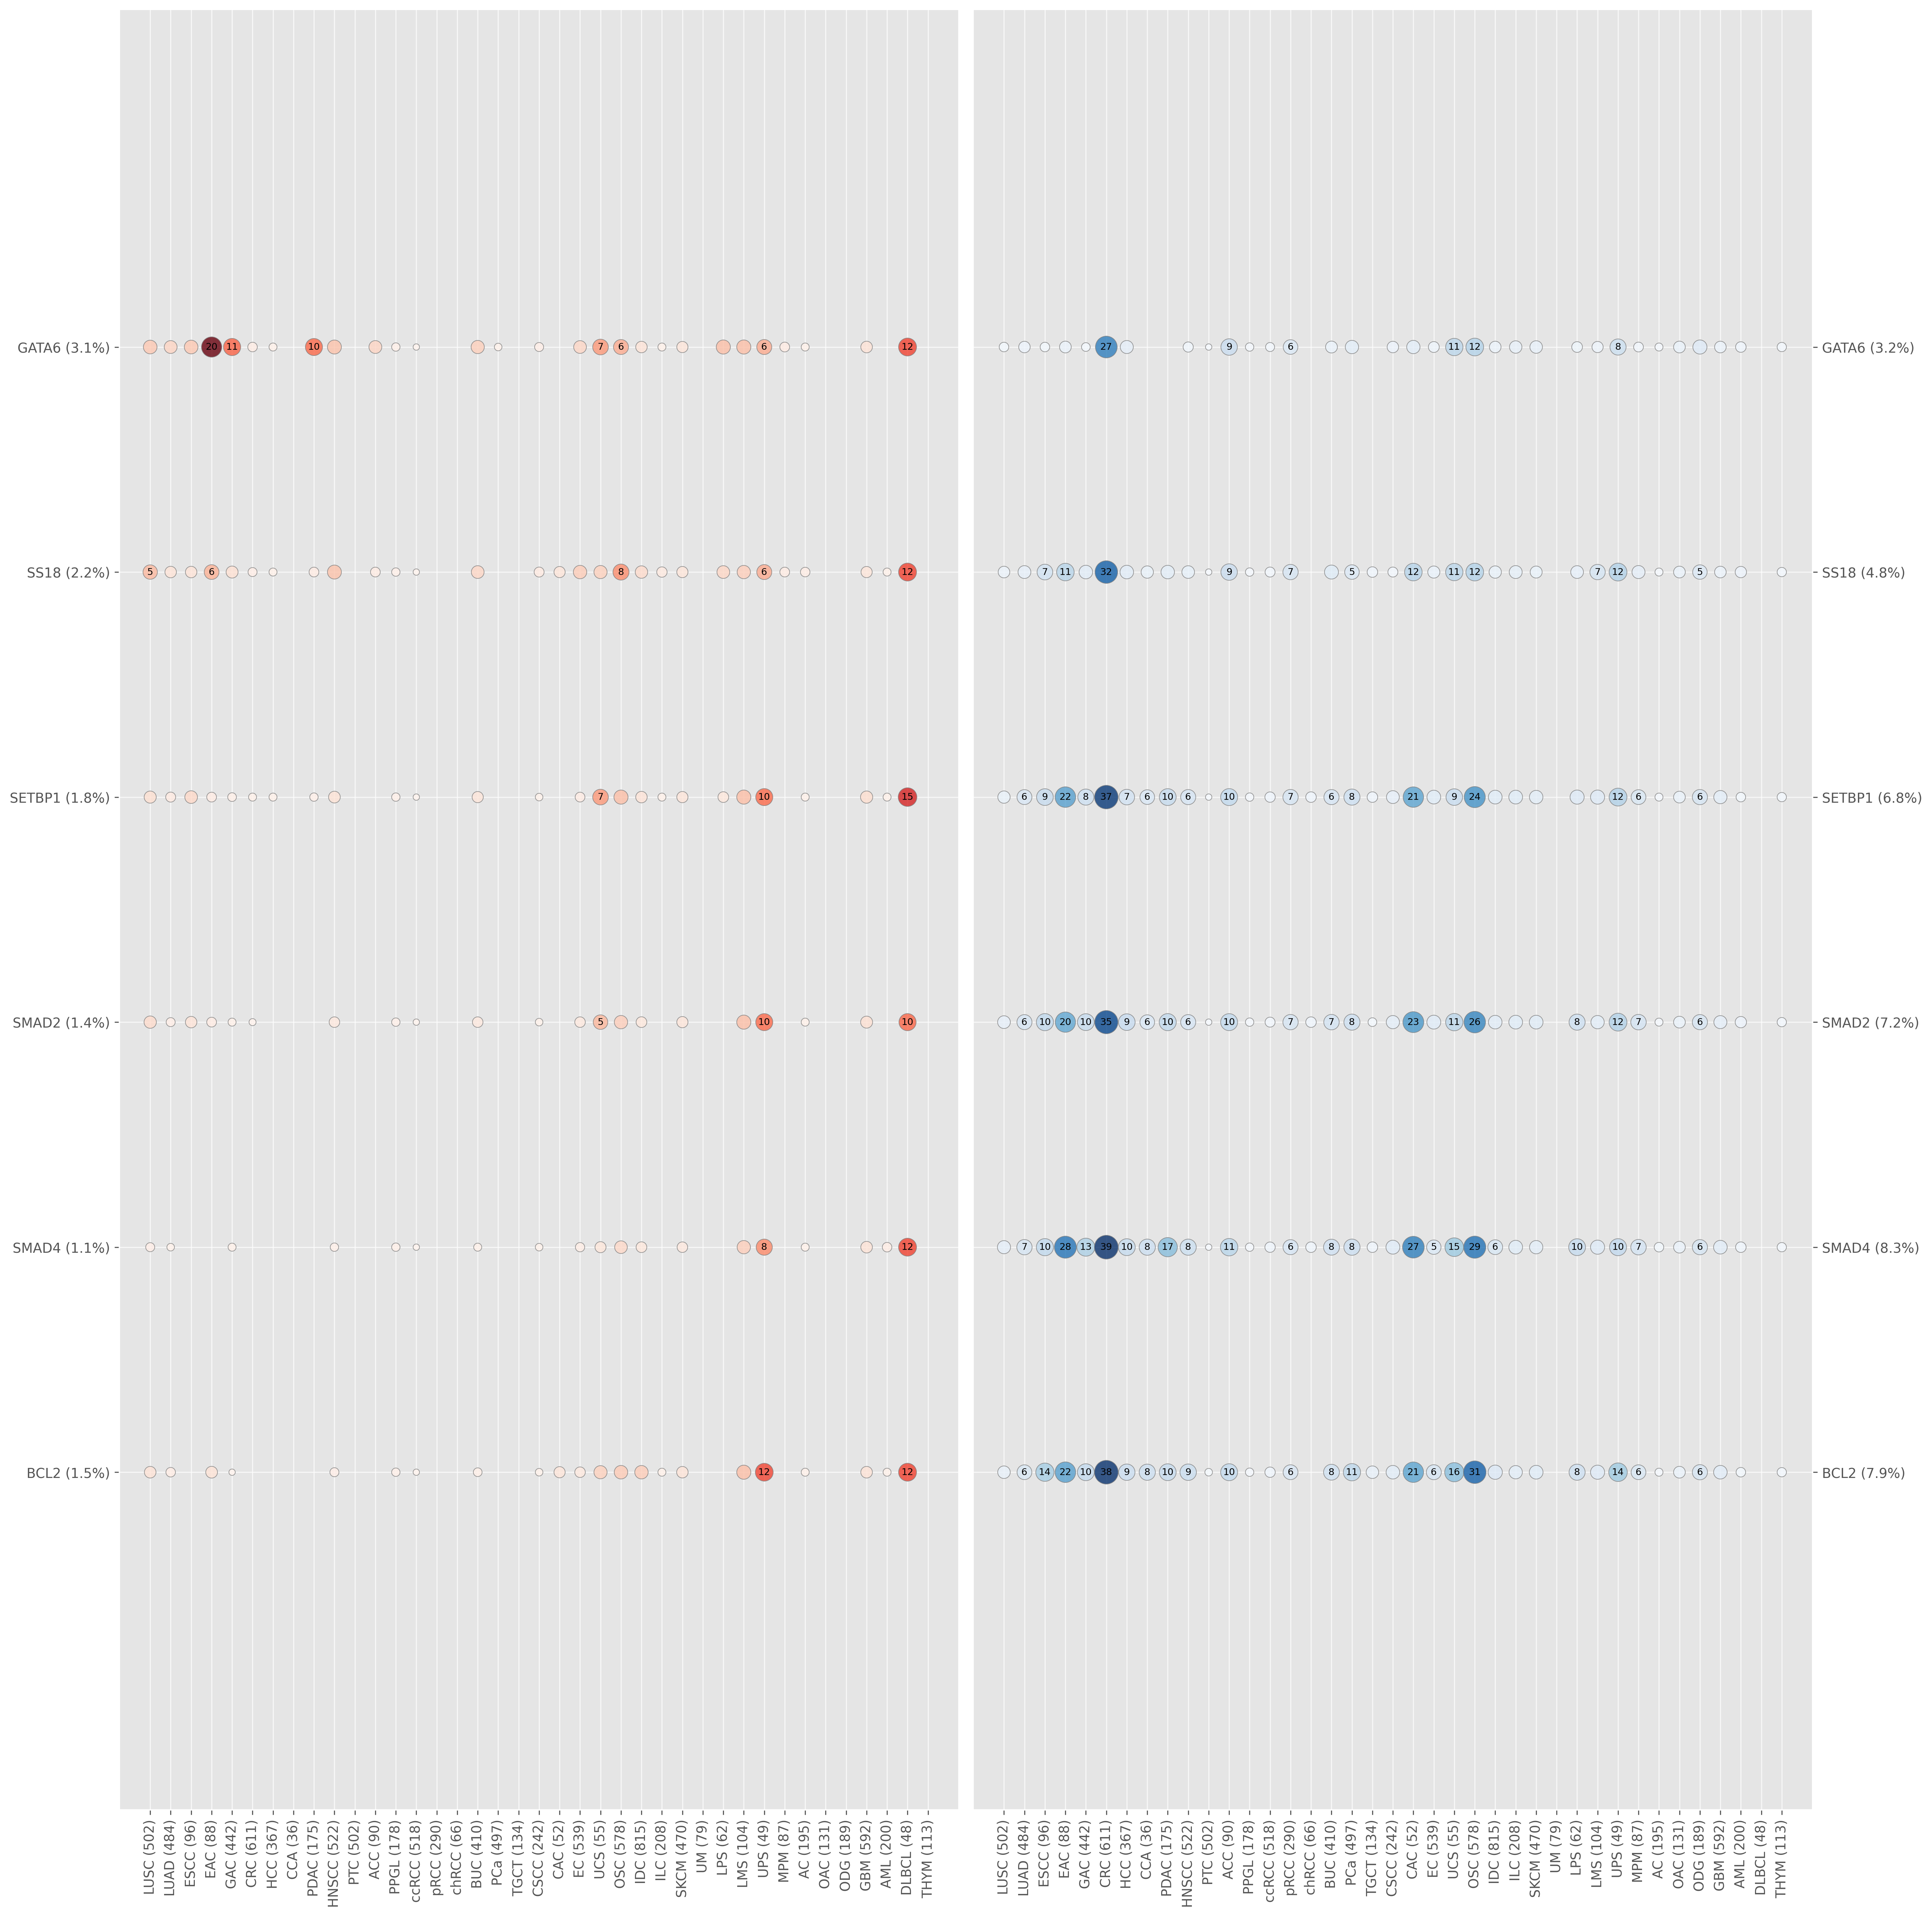 GATA6 (3.1%) 20 11 10 7 6 6 12 27 9 6 11 12 8 GATA6 (3.2%)
SS18 (2.2%) 5 6 8 6 12 7 11 32 9 7 5 12 11 12 7 12 5 SS18 (4.8%)
SETBP1 (1.8%) 7 10 15 6 9 22 8 37 7 6 10 6 10 7 6 8 21 9 24 12 6 6 SETBP1 (6.8%)
SMAD2 (1.4%) 5 10 10 6 10 20 10 35 9 6 10 6 10 7 7 8 23 11 26 8 12 7 6 SMAD2 (7.2%)
SMAD4 (1.1%) 8 12 7 10 28 13 39 10 8 17 8 11 6 8 8 27 5 15 29 6 10 10 7 6 SMAD4 (8.3%)
BCL2 (1.5%) 12 12 6 14 22 10 38 9 8 10 9 10 6 8 11 21 6 16 31 8 14 6 6 BCL2 (7.9%)
LUSC (502)
LUAD (484)
ESCC (96)
EAC (88)
GAC (442)
CRC (611)
HCC (367)
CCA (36)
PDAC (175)
HNSCC (522)
PTC (502)
ACC (90)
PPGL (178)
ccRCC (518)
pRCC (290)
chRCC (66)
BUC (410)
PCa (497)
TGCT (134)
CSCC (242)
CAC (52)
EC (539)
UCS (55)
OSC (578)
IDC (815)
ILC (208)
SKCM (470)
UM (79)
LPS (62)
LMS (104)
UPS (49)
MPM (87)
AC (195)
OAC (131)
ODG (189)
GBM (592)
AML (200)
DLBCL (48)
THYM (113)
LUSC (502)
LUAD (484)
ESCC (96)
EAC (88)
GAC (442)
CRC (611)
HCC (367)
CCA (36)
PDAC (175)
HNSCC (522)
PTC (502)
ACC (90)
PPGL (178)
ccRCC (518)
pRCC (290)
chRCC (66)
BUC (410)
PCa (497)
TGCT (134)
CSCC (242)
CAC (52)
EC (539)
UCS (55)
OSC (578)
IDC (815)
ILC (208)
SKCM (470)
UM (79)
LPS (62)
LMS (104)
UPS (49)
MPM (87)
AC (195)
OAC (131)
ODG (189)
GBM (592)
AML (200)
DLBCL (48)
THYM (113)